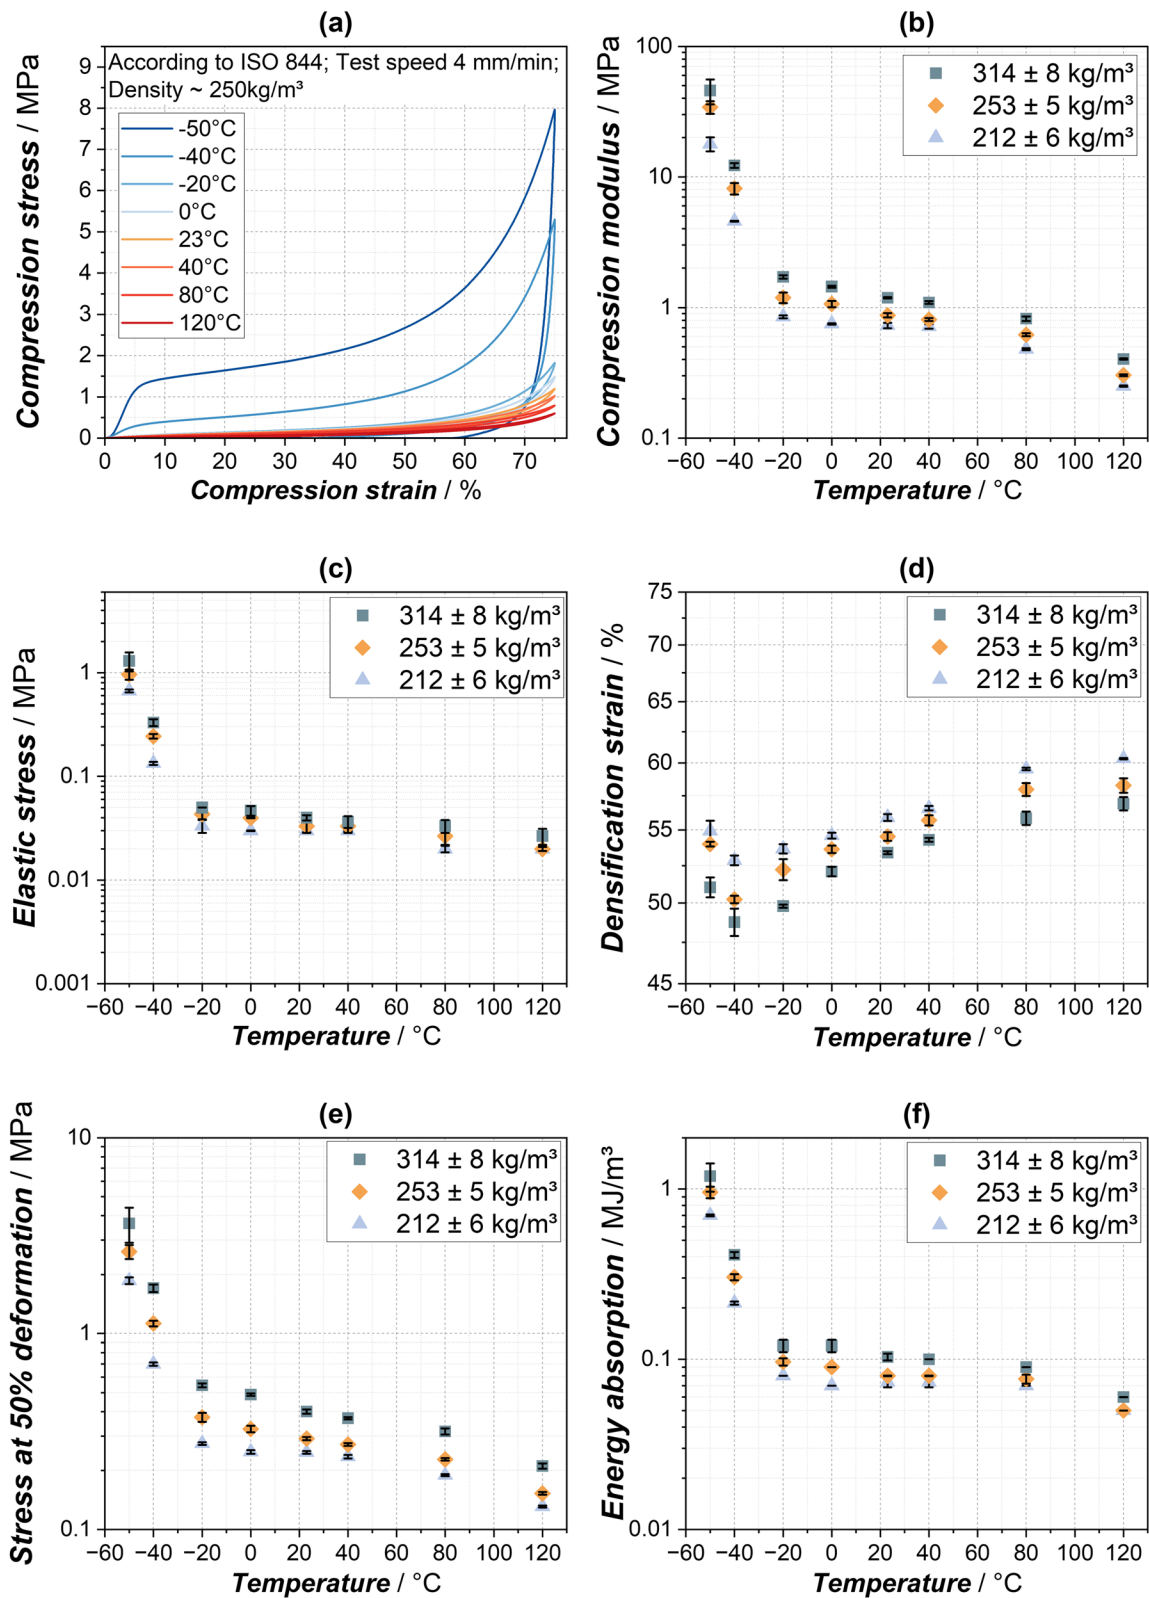 (a)
According to ISO 844; Test speed 4 mm/min;
Density ~ 250kg/m³
-50°C
-40°C
-20°C
0°C
23°C
40°C
80°C
120°C
Compression stress / MPa
9
8
7
6
5
4
3
2
1
0
0 10 20 30 40 50 60 70
Compression strain / %
(b)
314 ± 8 kg/m³
253 ± 5 kg/m³
212 ± 6 kg/m³
Compression modulus / MPa
100
10
1
0.1
−60 −40 −20 0 20 40 60 80 100 120
Temperature / °C
(c)
314 ± 8 kg/m³
253 ± 5 kg/m³
212 ± 6 kg/m³
Elastic stress / MPa
1
0.1
0.01
0.001
−60 −40 −20 0 20 40 60 80 100 120
Temperature / °C
(d)
314 ± 8 kg/m³
253 ± 5 kg/m³
212 ± 6 kg/m³
Densification strain / %
75
70
65
60
55
50
45
−60 −40 −20 0 20 40 60 80 100 120
Temperature / °C
(e)
314 ± 8 kg/m³
253 ± 5 kg/m³
212 ± 6 kg/m³
Stress at 50% deformation / MPa
10
1
0.1
−60 −40 −20 0 20 40 60 80 100 120
Temperature / °C
(f)
314 ± 8 kg/m³
253 ± 5 kg/m³
212 ± 6 kg/m³
Energy absorption / MJ/m³
1
0.1
0.01
−60 −40 −20 0 20 40 60 80 100 120
Temperature / °C